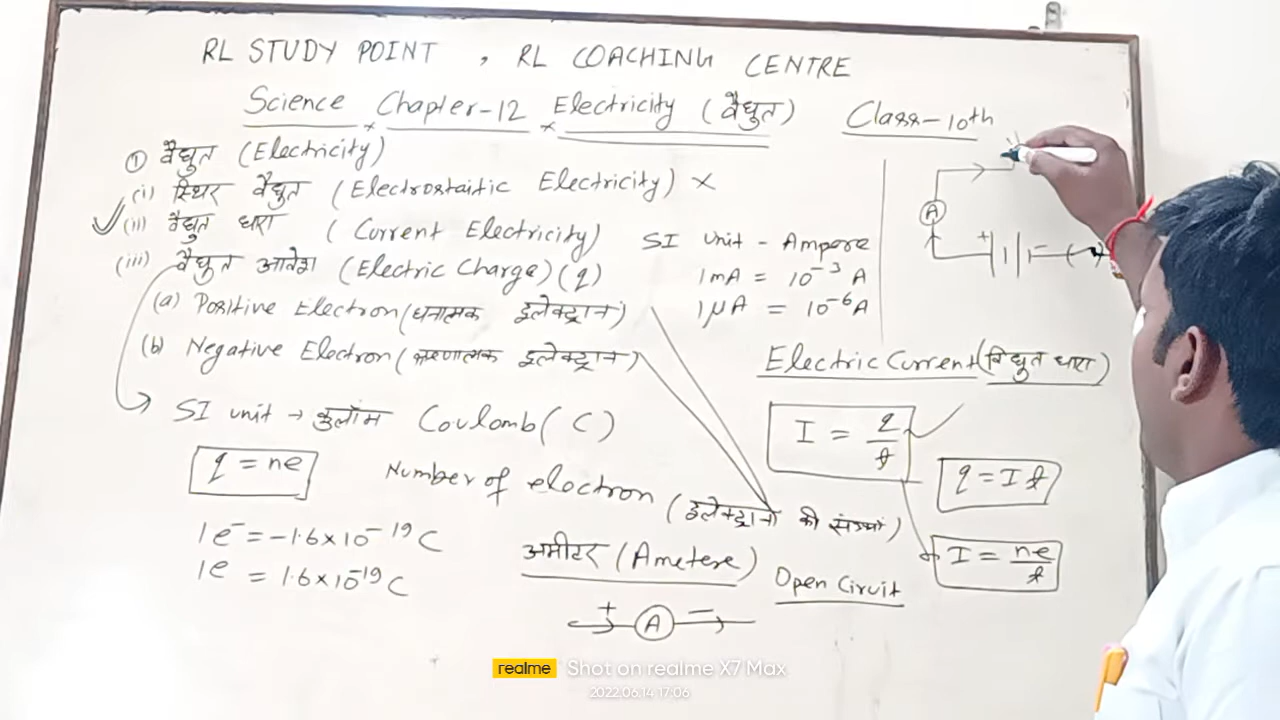 RL STUDY POINT , RL COACHING CENTRE
Science × Chapter-12 × Electricity (वैद्युत) Class-10th
① वैद्युत (Electricity)
(i) स्थिर वैद्युत (Electrostaitic Electricity) ×
✓ (ii) वैद्युत धारा (Current Electricity)
SI unit - Ampere
(iii) वैद्युत आवेश (Electric Charge) (q)
1mA = 10⁻³ A
(a) Positive Electron (धनात्मक इलेक्ट्रान)
1μA = 10⁻⁶A
(b) Negative Electron (ऋणात्मक इलेक्ट्रान)
A
+
Electric Current (विद्युत धारा)
SI unit → कुलॉम Coulomb (C)
I = q/t
q = It
q = ne
Number of electron (इलेक्ट्रानो की संख्या)
I = ne/t
1e⁻ = -1.6×10⁻¹⁹C
1e = 1.6×10⁻¹⁹C
अमीटर (Ametere)
Open Ciruit
+ A −
realme Shot on realme X7 Max
2022.06.14 17:06